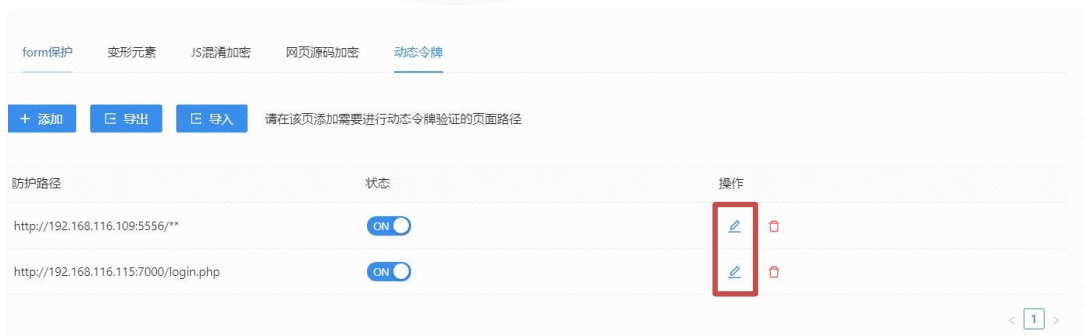 form保护 变形元素 JS混淆加密 网页源码加密 动态令牌
+ 添加 导出 导入 请在该页添加需要进行动态令牌验证的页面路径
防护路径 状态 操作
http://192.168.116.109:5556/** ON
http://192.168.116.115:7000/login.php ON
< 1 >